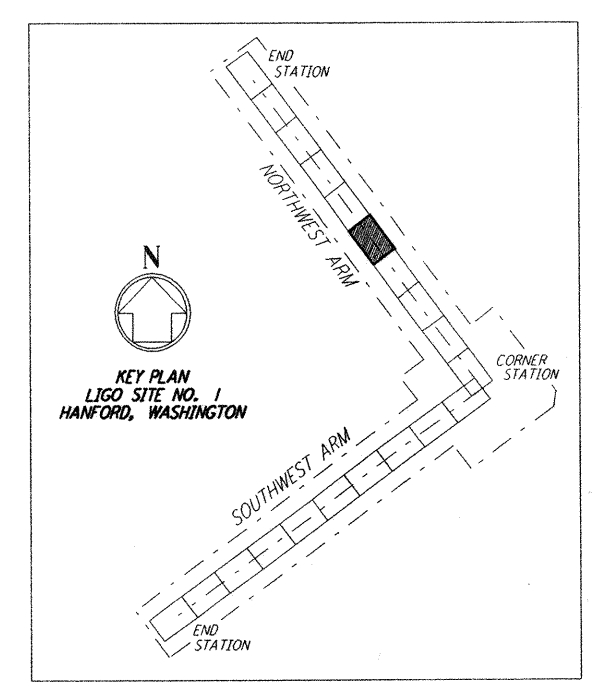 END
STATION
NORTHWEST ARM
N
KEY PLAN
LIGO SITE NO. 1
HANFORD, WASHINGTON
CORNER
STATION
SOUTHWEST ARM
END
STATION